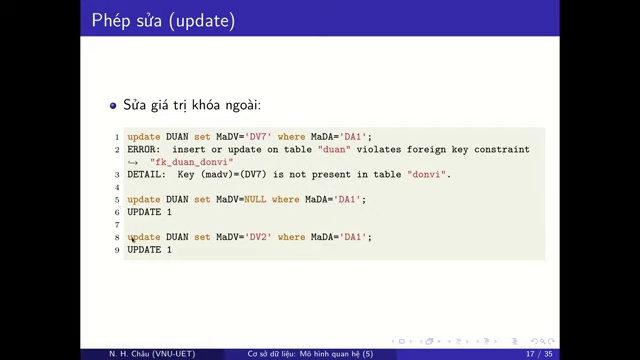 Phép sửa (update)
Sửa giá trị khóa ngoài:
1 update DUAN set MaDV='DV7' where MaDA='DA1';
2 ERROR: insert or update on table "duan" violates foreign key constraint
↪ "fk_duan_donvi"
3 DETAIL: Key (madv)=(DV7) is not present in table "donvi".
4
5 update DUAN set MaDV=NULL where MaDA='DA1';
6 UPDATE 1
7
8 update DUAN set MaDV='DV2' where MaDA='DA1';
9 UPDATE 1
N. H. Châu (VNU-UET) Cơ sở dữ liệu: Mô hình quan hệ (5) 17 / 35